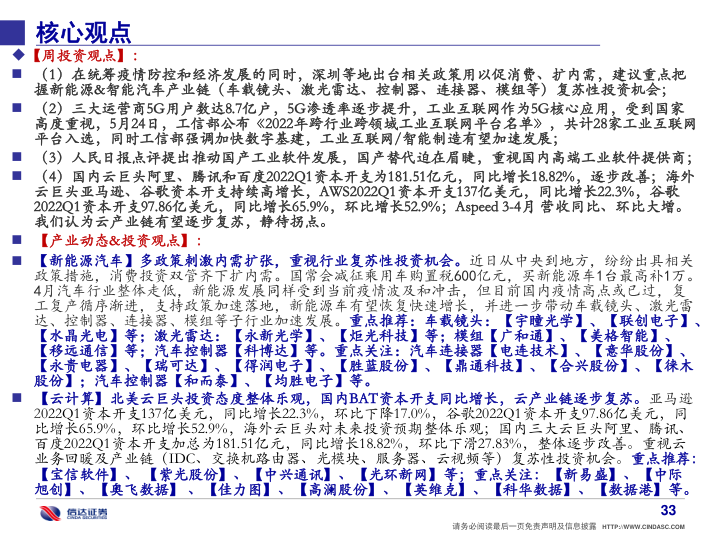 核心观点
◆【周投资观点】：
■ （1）在统筹疫情防控和经济发展的同时，深圳等地出台相关政策用以促消费、扩内需，建议重点把
握新能源&智能汽车产业链（车载镜头、激光雷达、控制器、连接器、模组等）复苏性投资机会；
■ （2）三大运营商5G用户数达8.7亿户，5G渗透率逐步提升，工业互联网作为5G核心应用，受到国家
高度重视，5月24日，工信部公布《2022年跨行业跨领域工业互联网平台名单》，共计28家工业互联网
平台入选，同时工信部强调加快数字基建，工业互联网/智能制造有望加速发展；
■ （3）人民日报点评提出推动国产工业软件发展，国产替代迫在眉睫，重视国内高端工业软件提供商；
■ （4）国内云巨头阿里、腾讯和百度2022Q1资本开支为181.51亿元，同比增长18.82%，逐步改善；海外
云巨头亚马逊、谷歌资本开支持续高增长，AWS2022Q1资本开支137亿美元，同比增长22.3%，谷歌
2022Q1资本开支97.86亿美元，同比增长65.9%，环比增长52.9%；Aspeed 3-4月 营收同比、环比大增。
我们认为云产业链有望逐步复苏，静待拐点。
■ 【产业动态&投资观点】：
■ 【新能源汽车】多政策刺激内需扩张，重视行业复苏性投资机会。近日从中央到地方，纷纷出具相关
政策措施，消费投资双管齐下扩内需。国常会减征乘用车购置税600亿元，买新能源车1台最高补1万。
4月汽车行业整体走低，新能源发展同样受到当前疫情波及和冲击，但目前国内疫情高点或已过，复
工复产循序渐进，支持政策加速落地，新能源车有望恢复快速增长，并进一步带动车载镜头、激光雷
达、控制器、连接器、模组等子行业加速发展。重点推荐：车载镜头：【宇瞳光学】、【联创电子】、
【水晶光电】等；激光雷达：【永新光学】、【炬光科技】等；模组【广和通】、【美格智能】、
【移远通信】等；汽车控制器【科博达】等。重点关注：汽车连接器【电连技术】、【意华股份】、
【永贵电器】、【瑞可达】、【得润电子】、【胜蓝股份】、【鼎通科技】、【合兴股份】、【徕木
股份】；汽车控制器【和而泰】、【均胜电子】等。
■ 【云计算】北美云巨头投资态度整体乐观，国内BAT资本开支同比增长，云产业链逐步复苏。亚马逊
2022Q1资本开支137亿美元，同比增长22.3%，环比下降17.0%，谷歌2022Q1资本开支97.86亿美元，同
比增长65.9%，环比增长52.9%，海外云巨头对未来投资预期整体乐观；国内三大云巨头阿里、腾讯、
百度2022Q1资本开支加总为181.51亿元，同比增长18.82%，环比下滑27.83%，整体逐步改善。重视云
业务回暖及产业链（IDC、交换机路由器、光模块、服务器、云视频等）复苏性投资机会。重点推荐：
【宝信软件】、【紫光股份】、【中兴通讯】、【光环新网】等；重点关注：【新易盛】、【中际
旭创】、【奥飞数据】、【佳力图】、【高澜股份】、【英维克】、【科华数据】、【数据港】等。
信达证券
CINDA SECURITIES
33
请务必阅读最后一页免责声明及信息披露 HTTP://WWW.CINDASC.COM